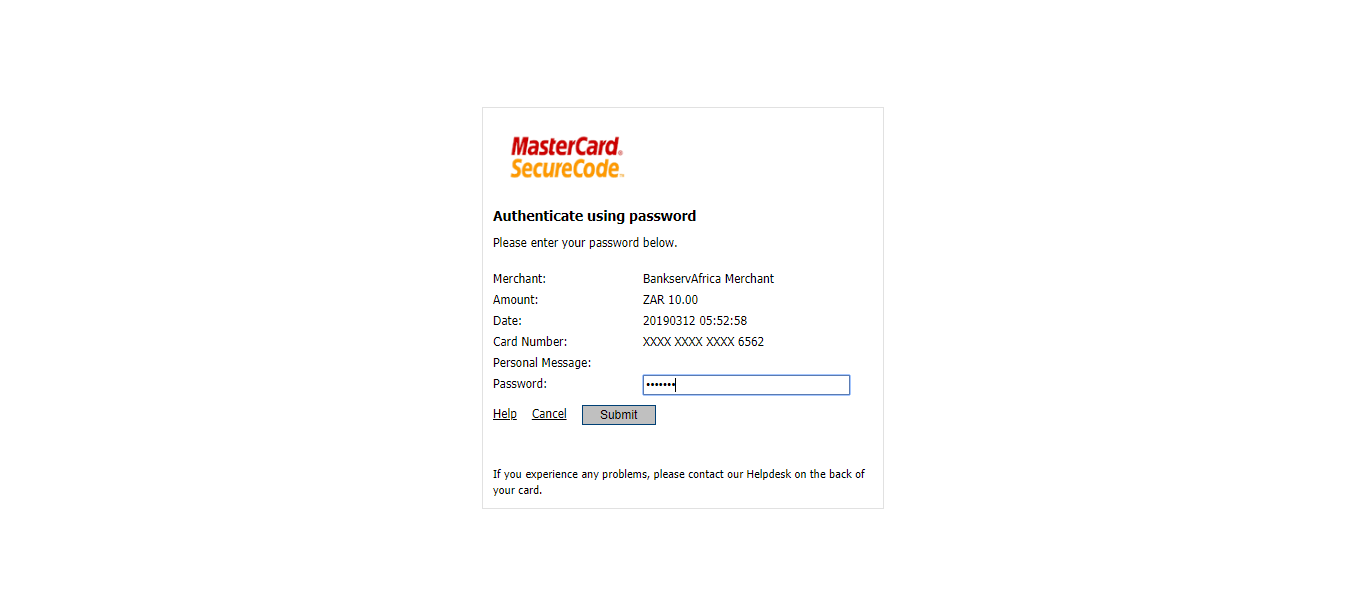 MasterCard®
SecureCode™
Authenticate using password
Please enter your password below.
Merchant: BankservAfrica Merchant
Amount: ZAR 10.00
Date: 20190312 05:52:58
Card Number: XXXX XXXX XXXX 6562
Personal Message:
Password: •••••••
Help Cancel Submit
If you experience any problems, please contact our Helpdesk on the back of
your card.